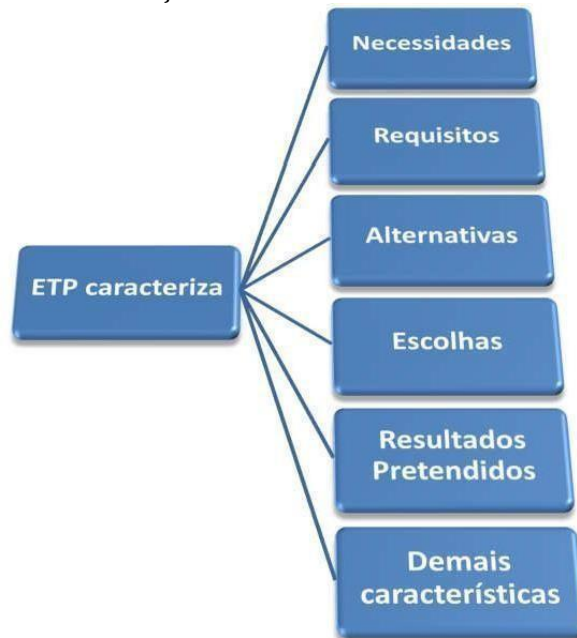 Necessidades
Requisitos
Alternativas
ETP caracteriza
Escolhas
Resultados
Pretendidos
Demais
características